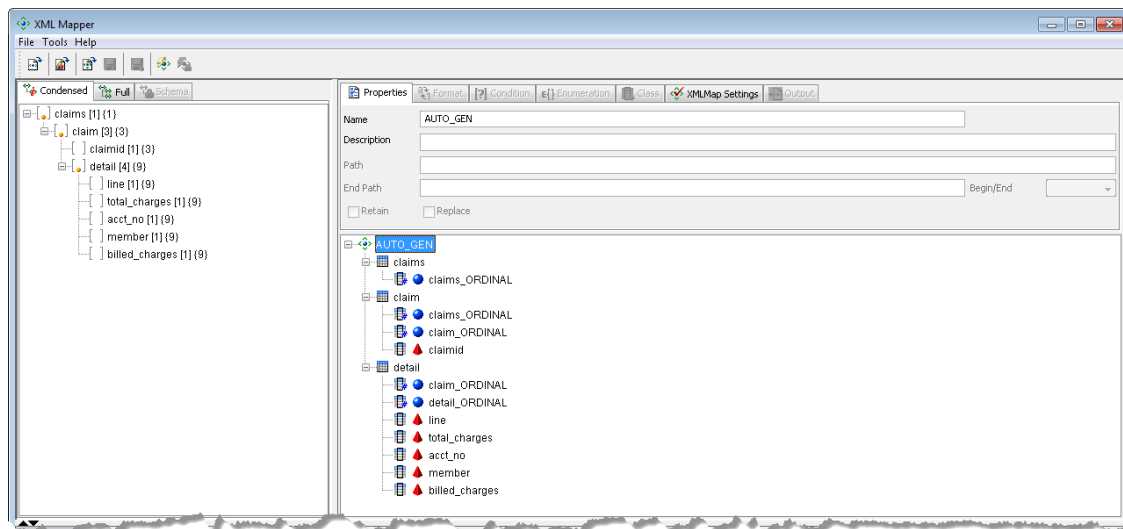 XML Mapper
File Tools Help
Condensed Full Schema
claims [1] {1}
claim [3] {3}
claimid [1] {3}
detail [4] {9}
line [1] {9}
total_charges [1] {9}
acct_no [1] {9}
member [1] {9}
billed_charges [1] {9}
Properties Format [?] Condition E{} Enumeration Class XMLMap Settings Output
Name AUTO_GEN
Description
Path
End Path Begin/End
Retain Replace
AUTO_GEN
claims
claims_ORDINAL
claim
claims_ORDINAL
claim_ORDINAL
claimid
detail
claim_ORDINAL
detail_ORDINAL
line
total_charges
acct_no
member
billed_charges